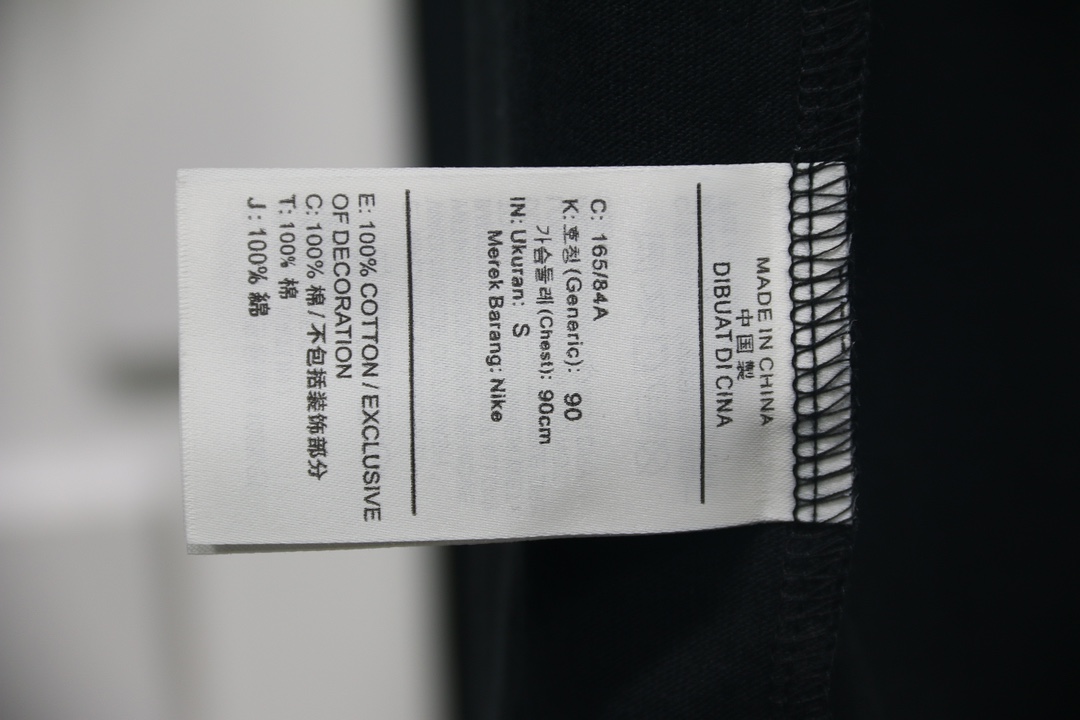 MADE IN CHINA
中国製
DIBUAT DI CINA
C: 165/84A
K: 호칭 (Generic): 90
가슴둘레 (Chest): 90cm
IN: Ukuran: S
Merek Barang: Nike
E: 100% COTTON / EXCLUSIVE
OF DECORATION
C: 100% 棉 / 不包括装饰部分
T: 100% 棉
J: 100% 綿